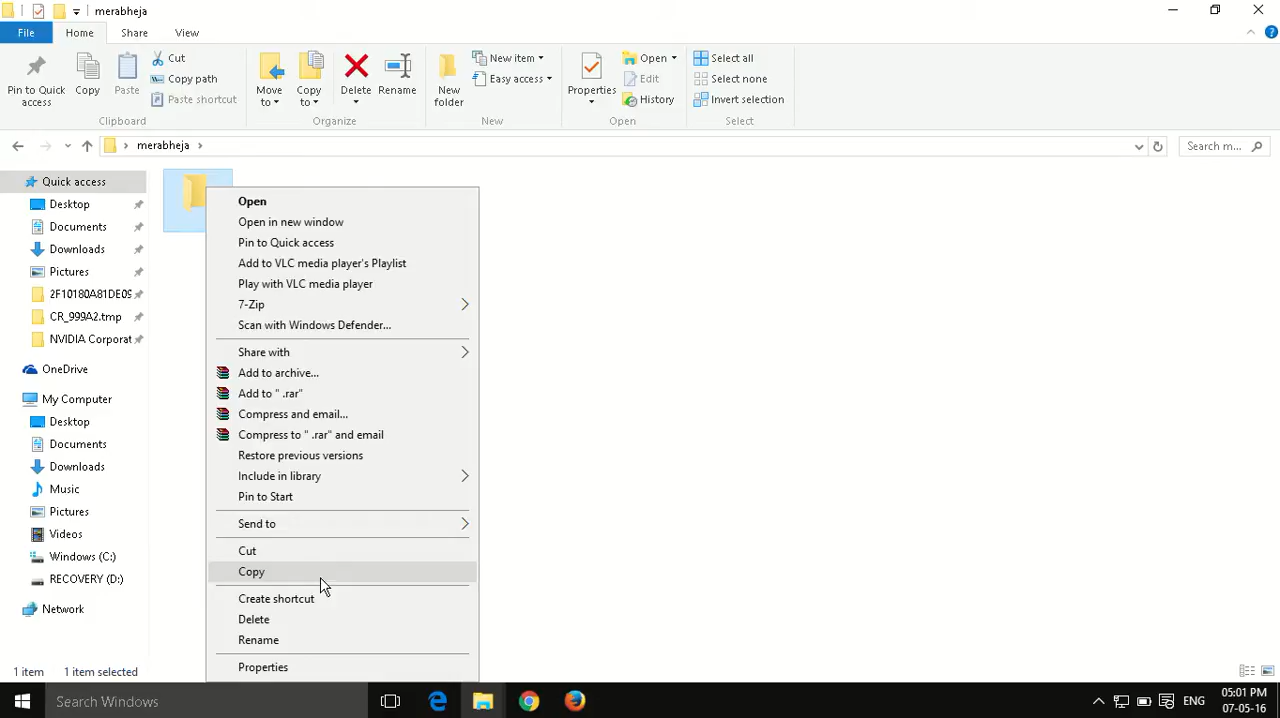 merabheja
File Home Share View
Pin to Quick access
Copy
Paste
Cut
Copy path
Paste shortcut
Clipboard
Move to
Copy to
Delete
Rename
Organize
New folder
New item
Easy access
New
Properties
Open
Edit
History
Open
Select all
Select none
Invert selection
Select
merabheja
Search m...
Quick access
Desktop
Documents
Downloads
Pictures
2F10180A81DE09
CR_999A2.tmp
NVIDIA Corporat
OneDrive
My Computer
Desktop
Documents
Downloads
Music
Pictures
Videos
Windows (C:)
RECOVERY (D:)
Network
Open
Open in new window
Pin to Quick access
Add to VLC media player's Playlist
Play with VLC media player
7-Zip
Scan with Windows Defender...
Share with
Add to archive...
Add to " .rar"
Compress and email...
Compress to " .rar" and email
Restore previous versions
Include in library
Pin to Start
Send to
Cut
Copy
Create shortcut
Delete
Rename
Properties
1 item 1 item selected
Search Windows
ENG
05:01 PM
07-05-16